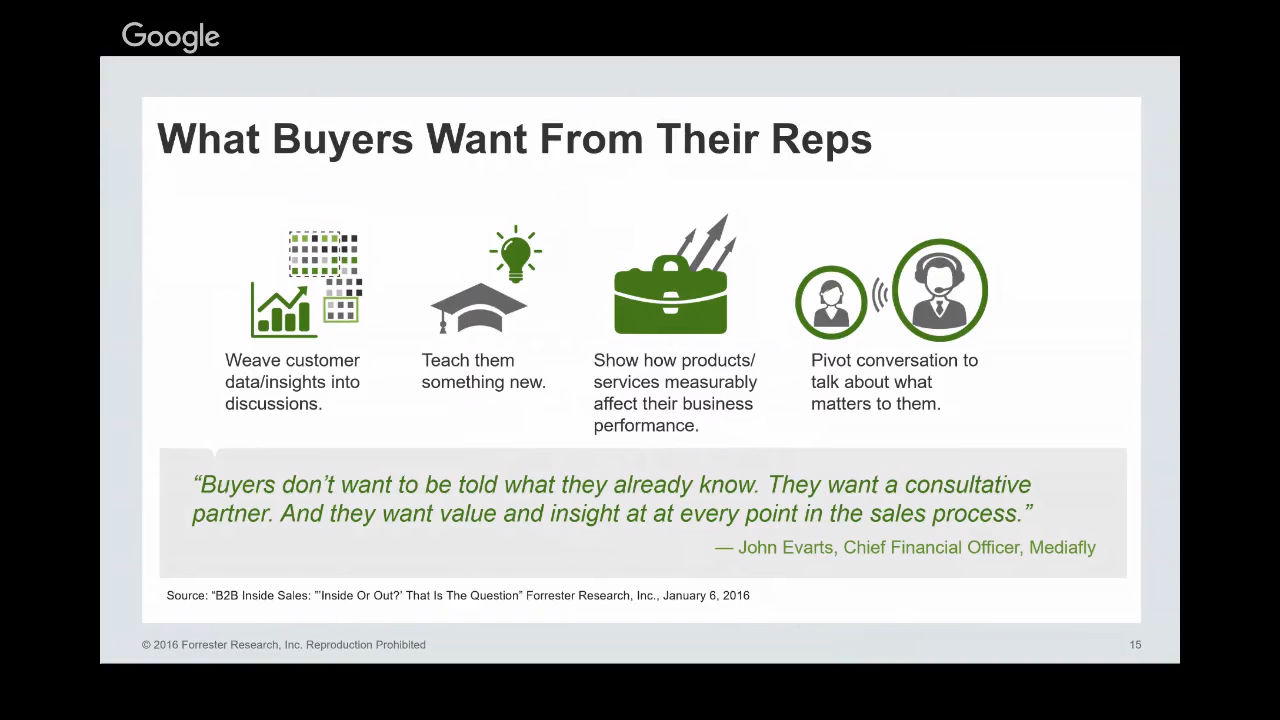 Google
What Buyers Want From Their Reps
Weave customer
data/insights into
discussions.
Teach them
something new.
Show how products/
services measurably
affect their business
performance.
Pivot conversation to
talk about what
matters to them.
“Buyers don’t want to be told what they already know. They want a consultative
partner. And they want value and insight at at every point in the sales process.”
— John Evarts, Chief Financial Officer, Mediafly
Source: “B2B Inside Sales: ”’Inside Or Out?’ That Is The Question” Forrester Research, Inc., January 6, 2016
© 2016 Forrester Research, Inc. Reproduction Prohibited
15